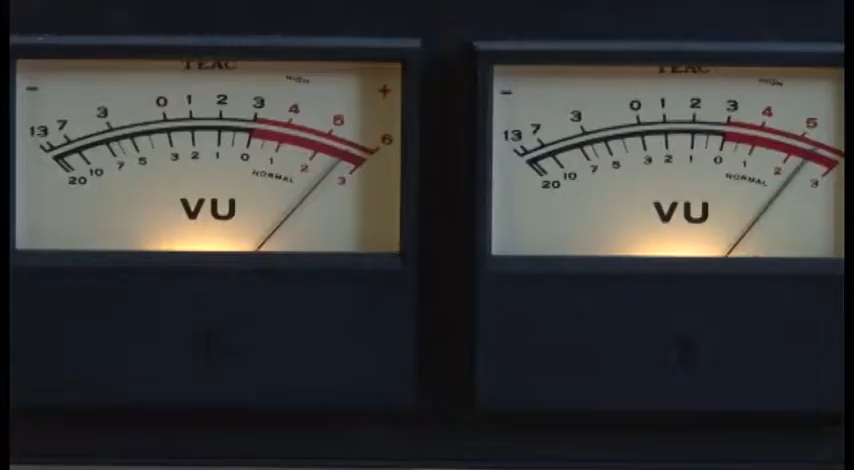 TEAC
HIGH
- +
13 7 3 0 1 2 3 4 5 6
20 10 7 5 3 2 1 0 1 2 3
NORMAL
VU
TEAC
HIGH
-
13 7 3 0 1 2 3 4 5
20 10 7 5 3 2 1 0 1 2 3
NORMAL
VU